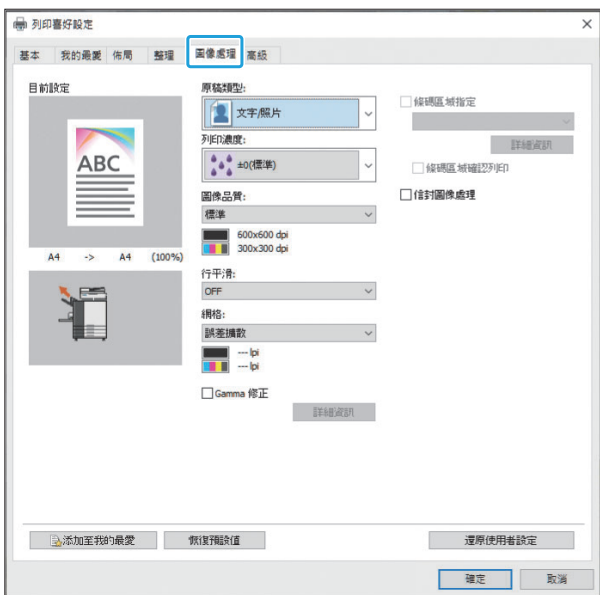 列印喜好設定
基本 我的最愛 佈局 整理 圖像處理 高級
目前設定
ABC
A4 -> A4 (100%)
原稿類型:
文字/照片
列印濃度:
±0(標準)
圖像品質:
標準
600x600 dpi
300x300 dpi
行平滑:
OFF
網格:
誤差擴散
--- lpi
--- lpi
Gamma 修正
詳細資訊
條碼區域指定
詳細資訊
條碼區域確認列印
信封圖像處理
添加至我的最愛
恢復預設值
還原使用者設定
確定
取消